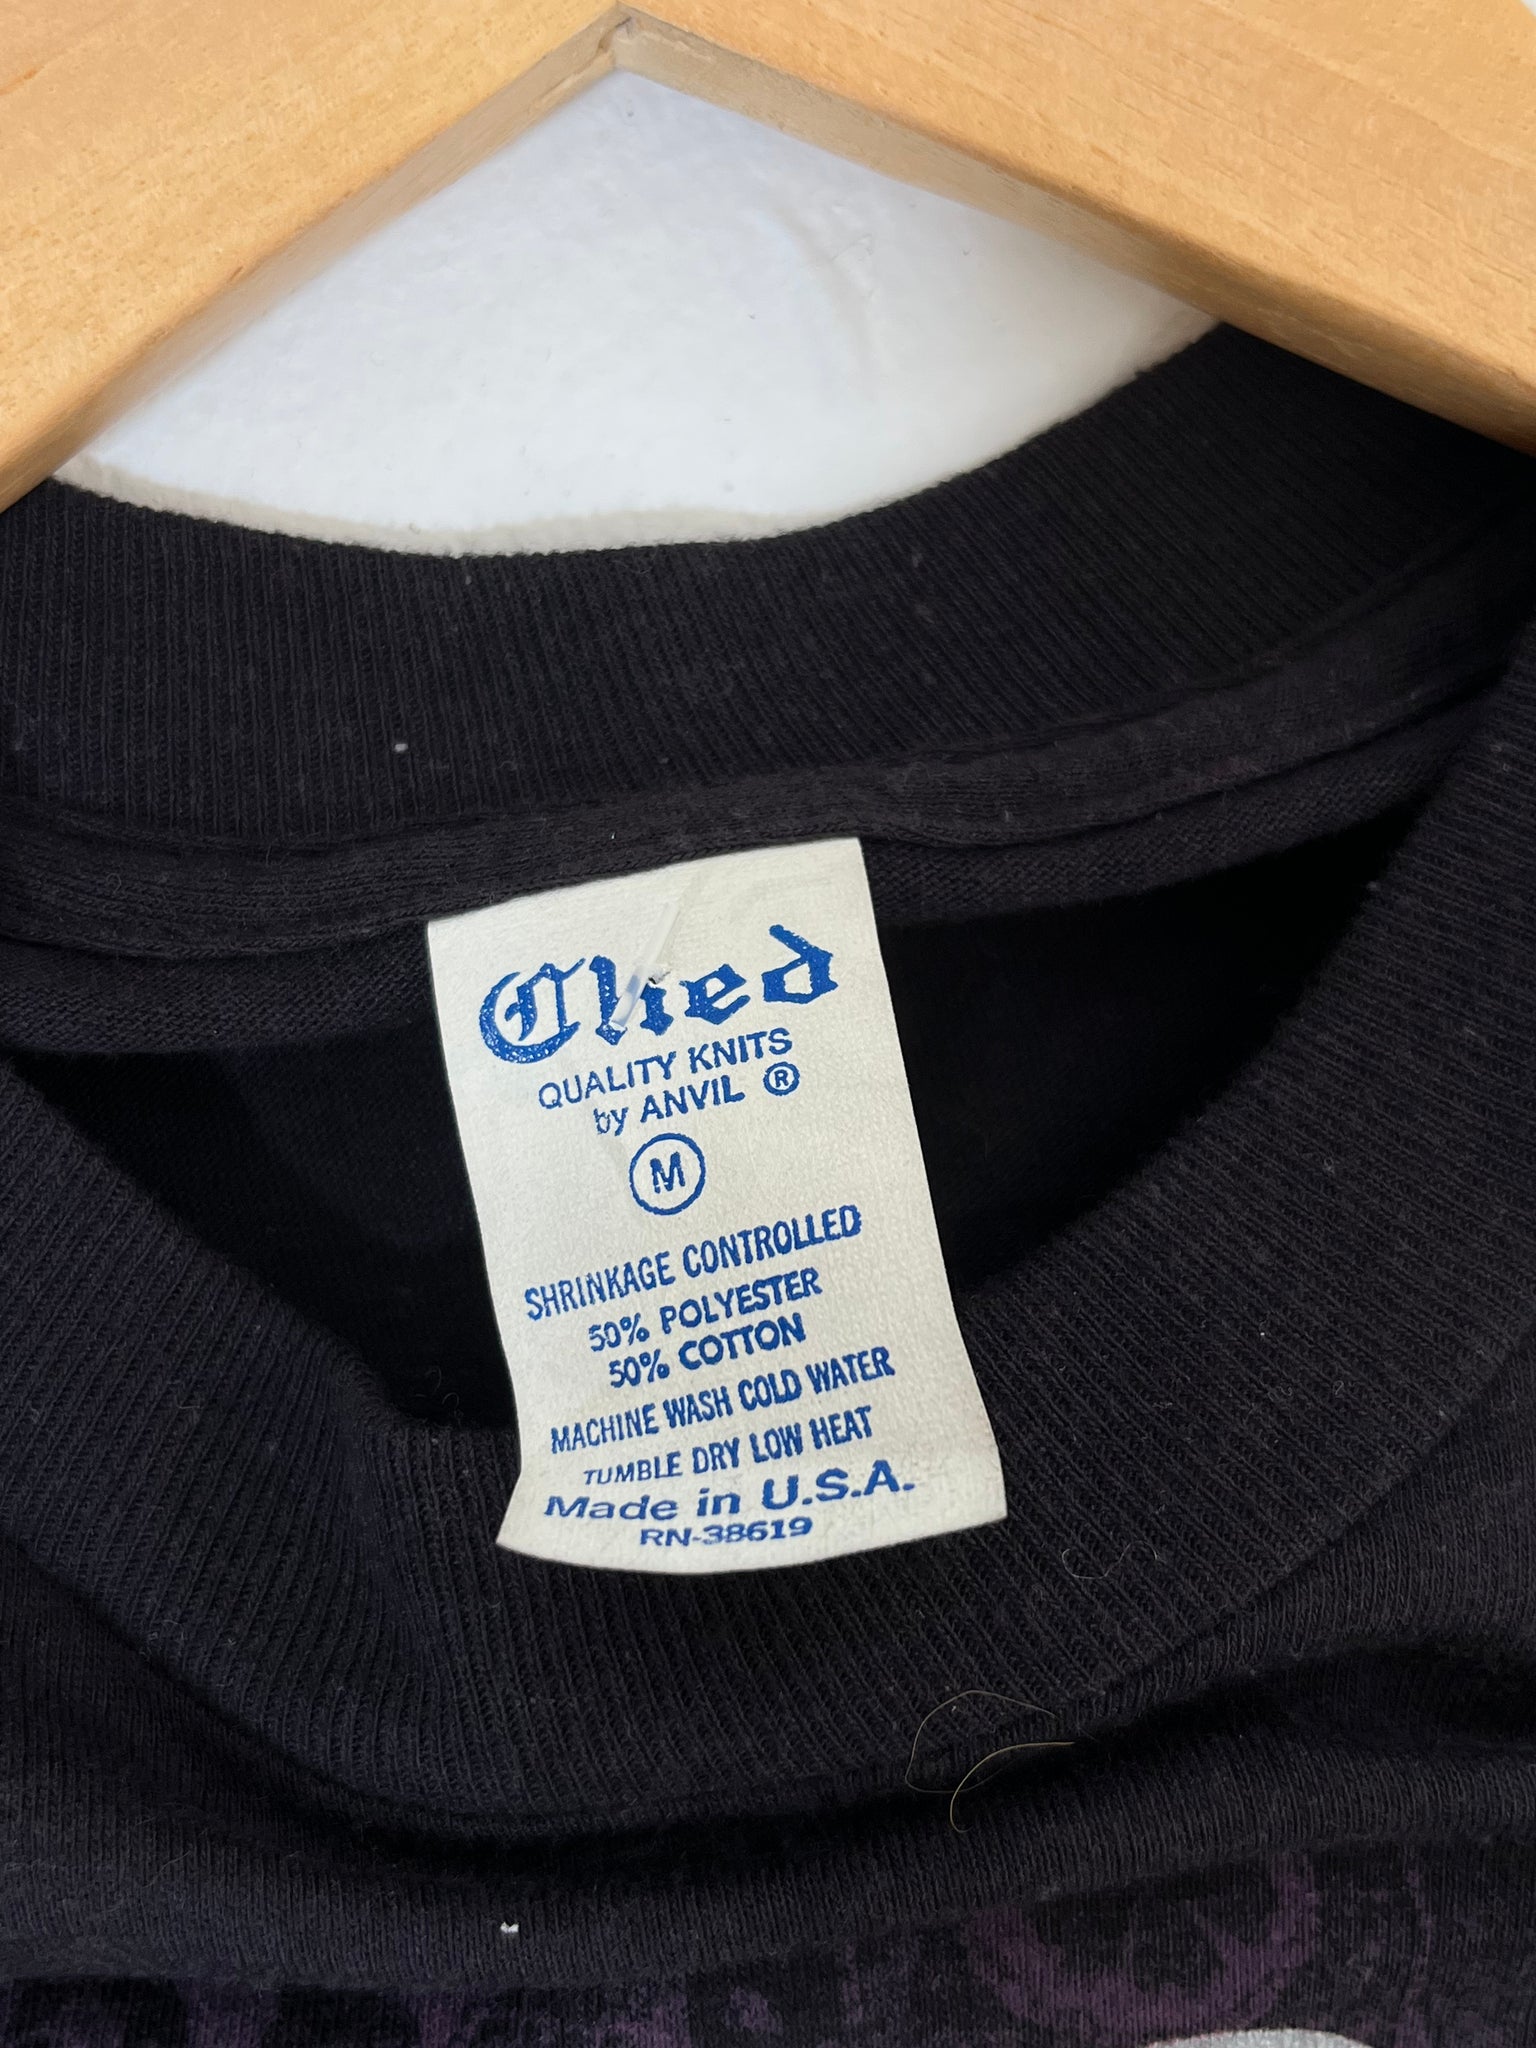 Ched
QUALITY KNITS
by ANVIL ®
M
SHRINKAGE CONTROLLED
50% POLYESTER
50% COTTON
MACHINE WASH COLD WATER
TUMBLE DRY LOW HEAT
Made in U.S.A.
RN-38619